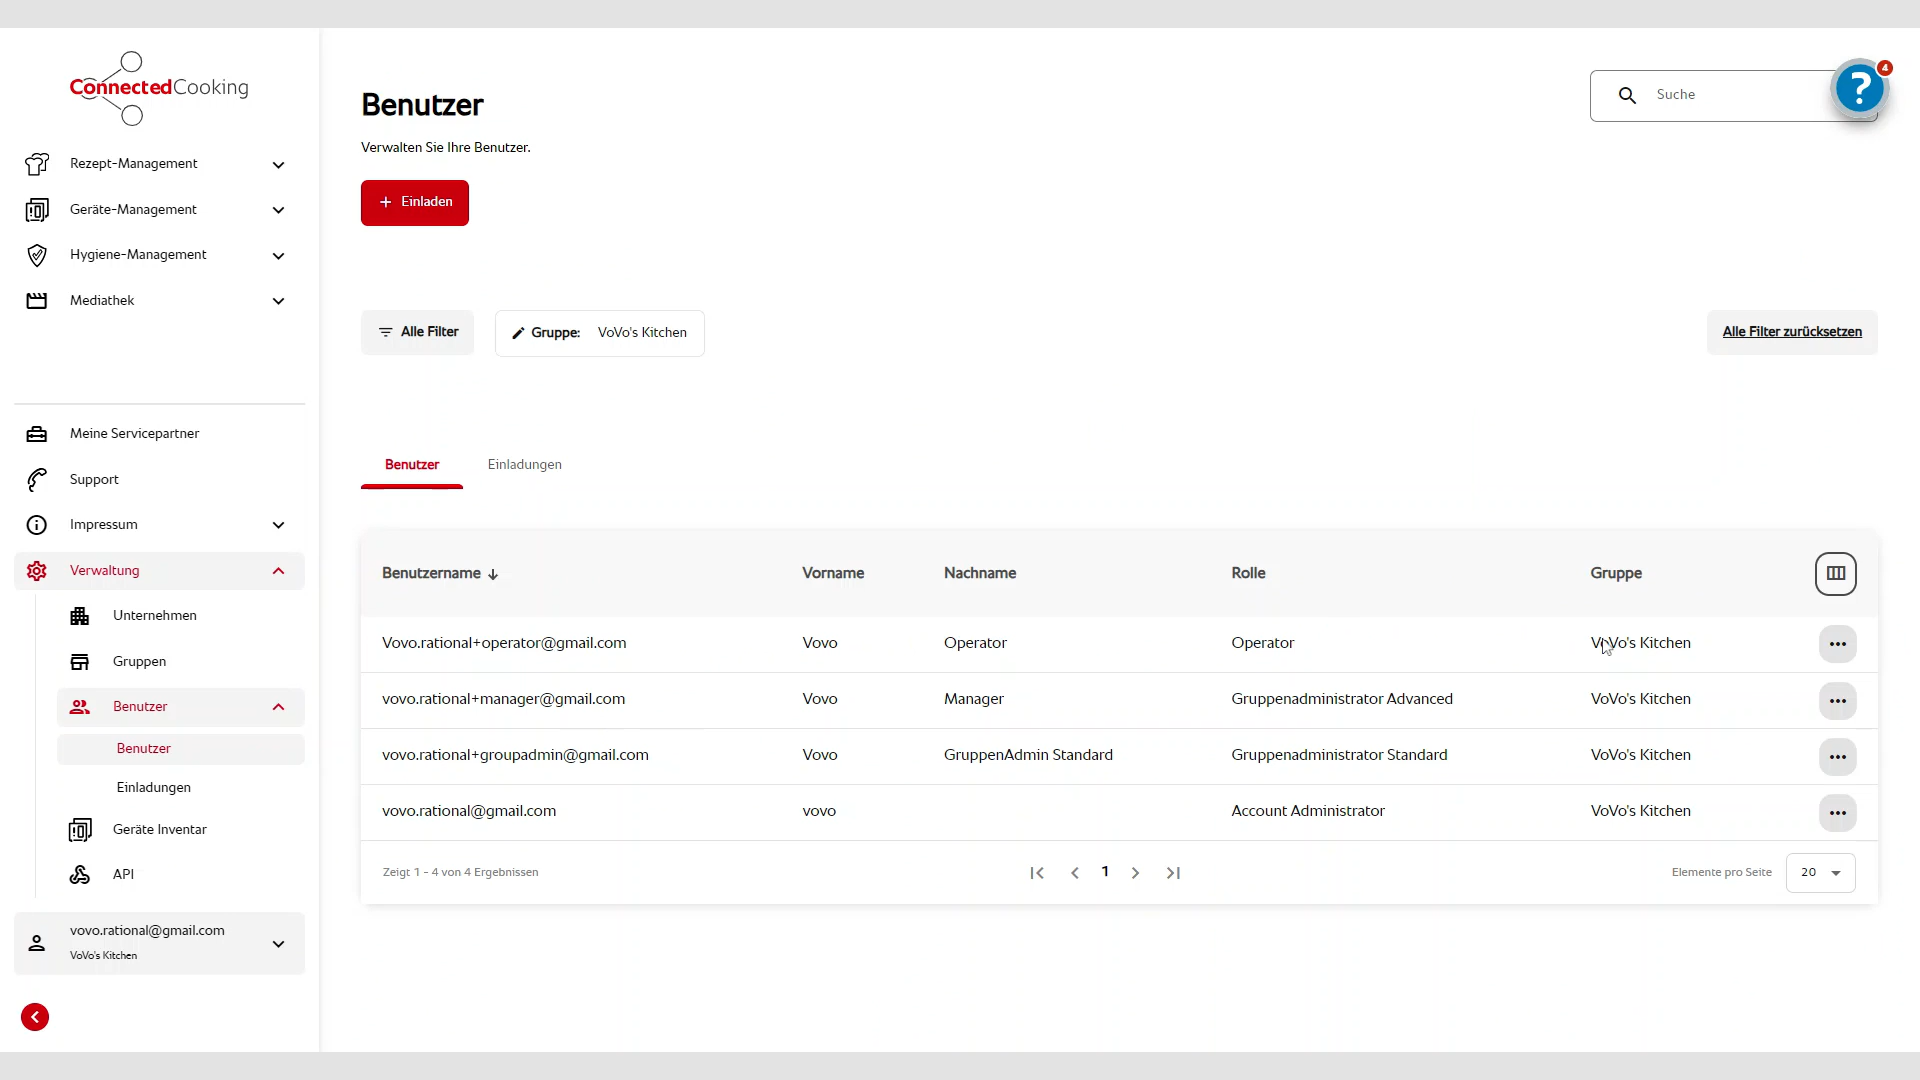 ConnectedCooking
Rezept-Management
Geräte-Management
Hygiene-Management
Mediathek
Meine Servicepartner
Support
Impressum
Verwaltung
Unternehmen
Gruppen
Benutzer
Benutzer
Einladungen
Geräte Inventar
API
vovo.rational@gmail.com
VoVo's Kitchen
Benutzer
Verwalten Sie Ihre Benutzer.
+ Einladen
Suche
? 4
Alle Filter
Gruppe: VoVo's Kitchen
Alle Filter zurücksetzen
Benutzer Einladungen
Benutzername Vorname Nachname Rolle Gruppe
Vovo.rational+operator@gmail.com Vovo Operator Operator VoVo's Kitchen
vovo.rational+manager@gmail.com Vovo Manager Gruppenadministrator Advanced VoVo's Kitchen
vovo.rational+groupadmin@gmail.com Vovo GruppenAdmin Standard Gruppenadministrator Standard VoVo's Kitchen
vovo.rational@gmail.com vovo Account Administrator VoVo's Kitchen
Zeigt 1 - 4 von 4 Ergebnissen 1 Elemente pro Seite 20